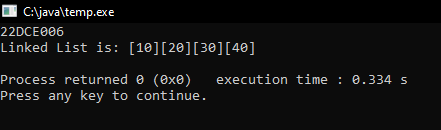 C:\java\temp.exe
22DCE006
Linked List is: [10][20][30][40]
Process returned 0 (0x0)   execution time : 0.334 s
Press any key to continue.